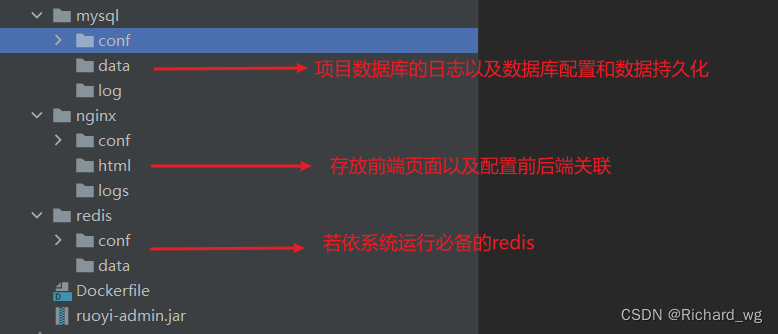 mysql
conf
data
项目数据库的日志以及数据库配置和数据持久化
log
nginx
conf
html
存放前端页面以及配置前后端关联
logs
redis
conf
若依系统运行必备的redis
data
Dockerfile
ruoyi-admin.jar
CSDN @Richard_wg